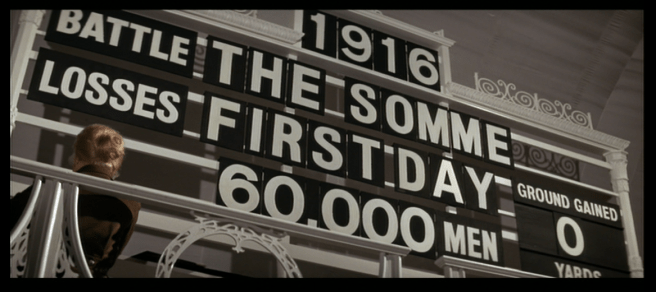 1916
BATTLE THE SOMME
LOSSES FIRST DAY
60,000 MEN
GROUND GAINED
0
YARDS